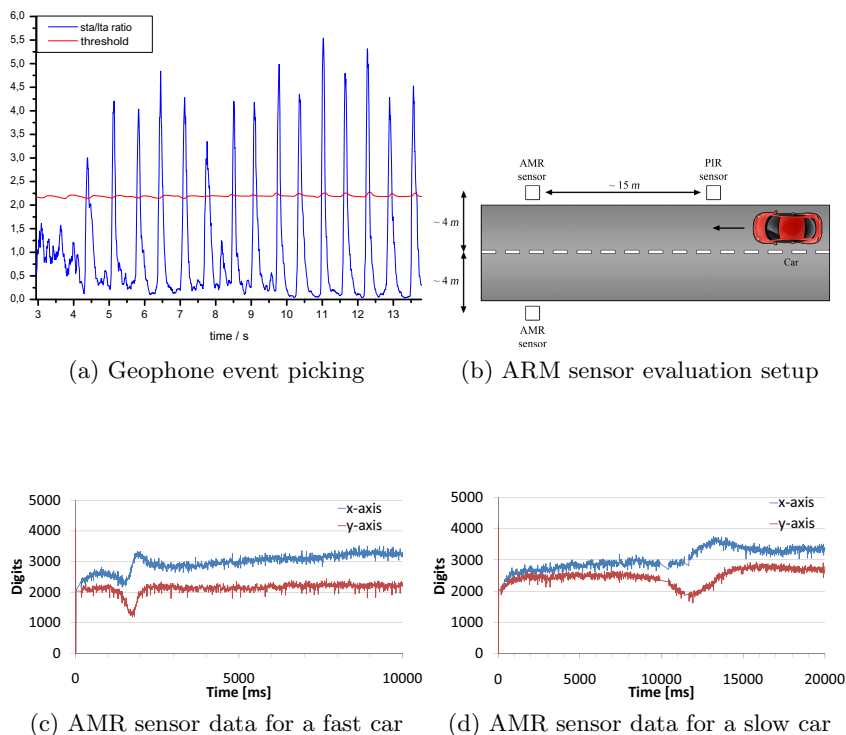 6,0
5,5
5,0
4,5
4,0
3,5
3,0
2,5
2,0
1,5
1,0
0,5
0,0
sta/lta ratio
threshold
3 4 5 6 7 8 9 10 11 12 13
time / s
(a) Geophone event picking
AMR
sensor
PIR
sensor
~ 15 m
~ 4 m
~ 4 m
Car
AMR
sensor
(b) ARM sensor evaluation setup
5000
4000
3000
2000
1000
0
Digits
x-axis
y-axis
0 5000 10000
Time [ms]
(c) AMR sensor data for a fast car
5000
4000
3000
2000
1000
0
Digits
x-axis
y-axis
0 5000 10000 15000 20000
Time [ms]
(d) AMR sensor data for a slow car